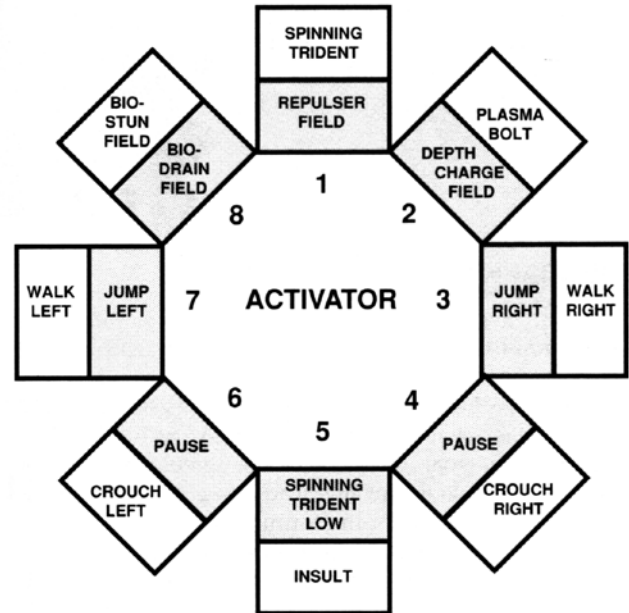 SPINNING
TRIDENT
REPULSER
FIELD
BIO-
STUN
FIELD
BIO-
DRAIN
FIELD
PLASMA
BOLT
DEPTH
CHARGE
FIELD
1
8
2
WALK
LEFT
JUMP
LEFT
7
ACTIVATOR
3
JUMP
RIGHT
WALK
RIGHT
6
4
5
PAUSE
CROUCH
LEFT
SPINNING
TRIDENT
LOW
INSULT
PAUSE
CROUCH
RIGHT